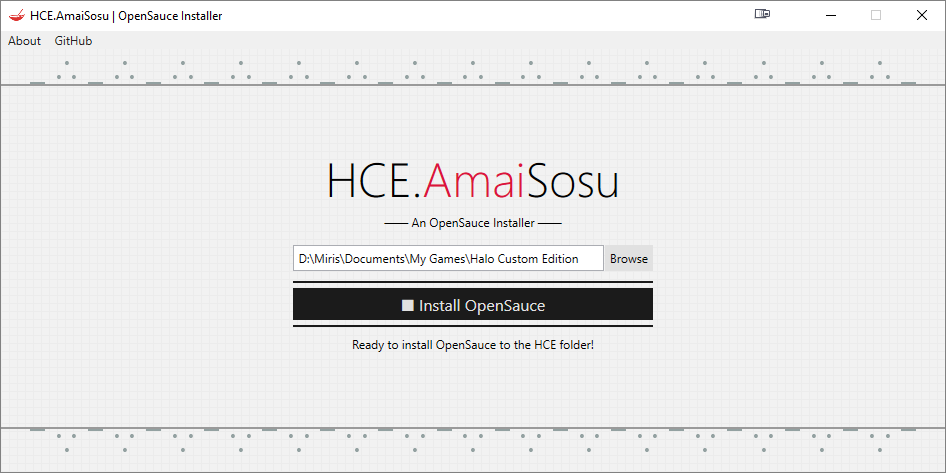 HCE.AmaiSosu | OpenSauce Installer
About GitHub
HCE.AmaiSosu
An OpenSauce Installer
D:\Miris\Documents\My Games\Halo Custom Edition Browse
Install OpenSauce
Ready to install OpenSauce to the HCE folder!